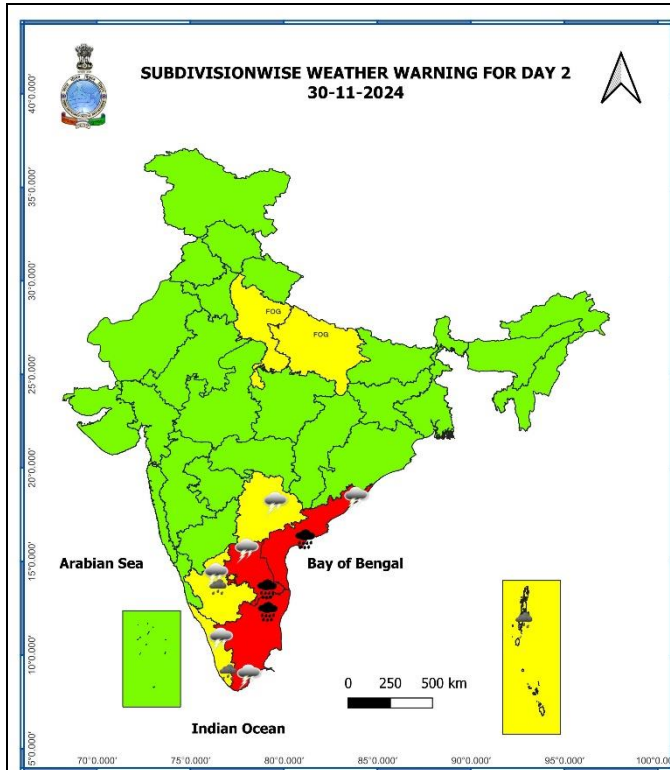 SUBDIVISIONWISE WEATHER WARNING FOR DAY 2
30-11-2024
40°0.000'
35°0.000'
30°0.000'
25°0.000'
20°0.000'
15°0.000'
10°0.000'
5°0.000'
FOG
FOG
Arabian Sea
Bay of Bengal
0 250 500 km
Indian Ocean
70°0.000' 75°0.000' 80°0.000' 85°0.000' 90°0.000' 95°0.000' 100°0.0